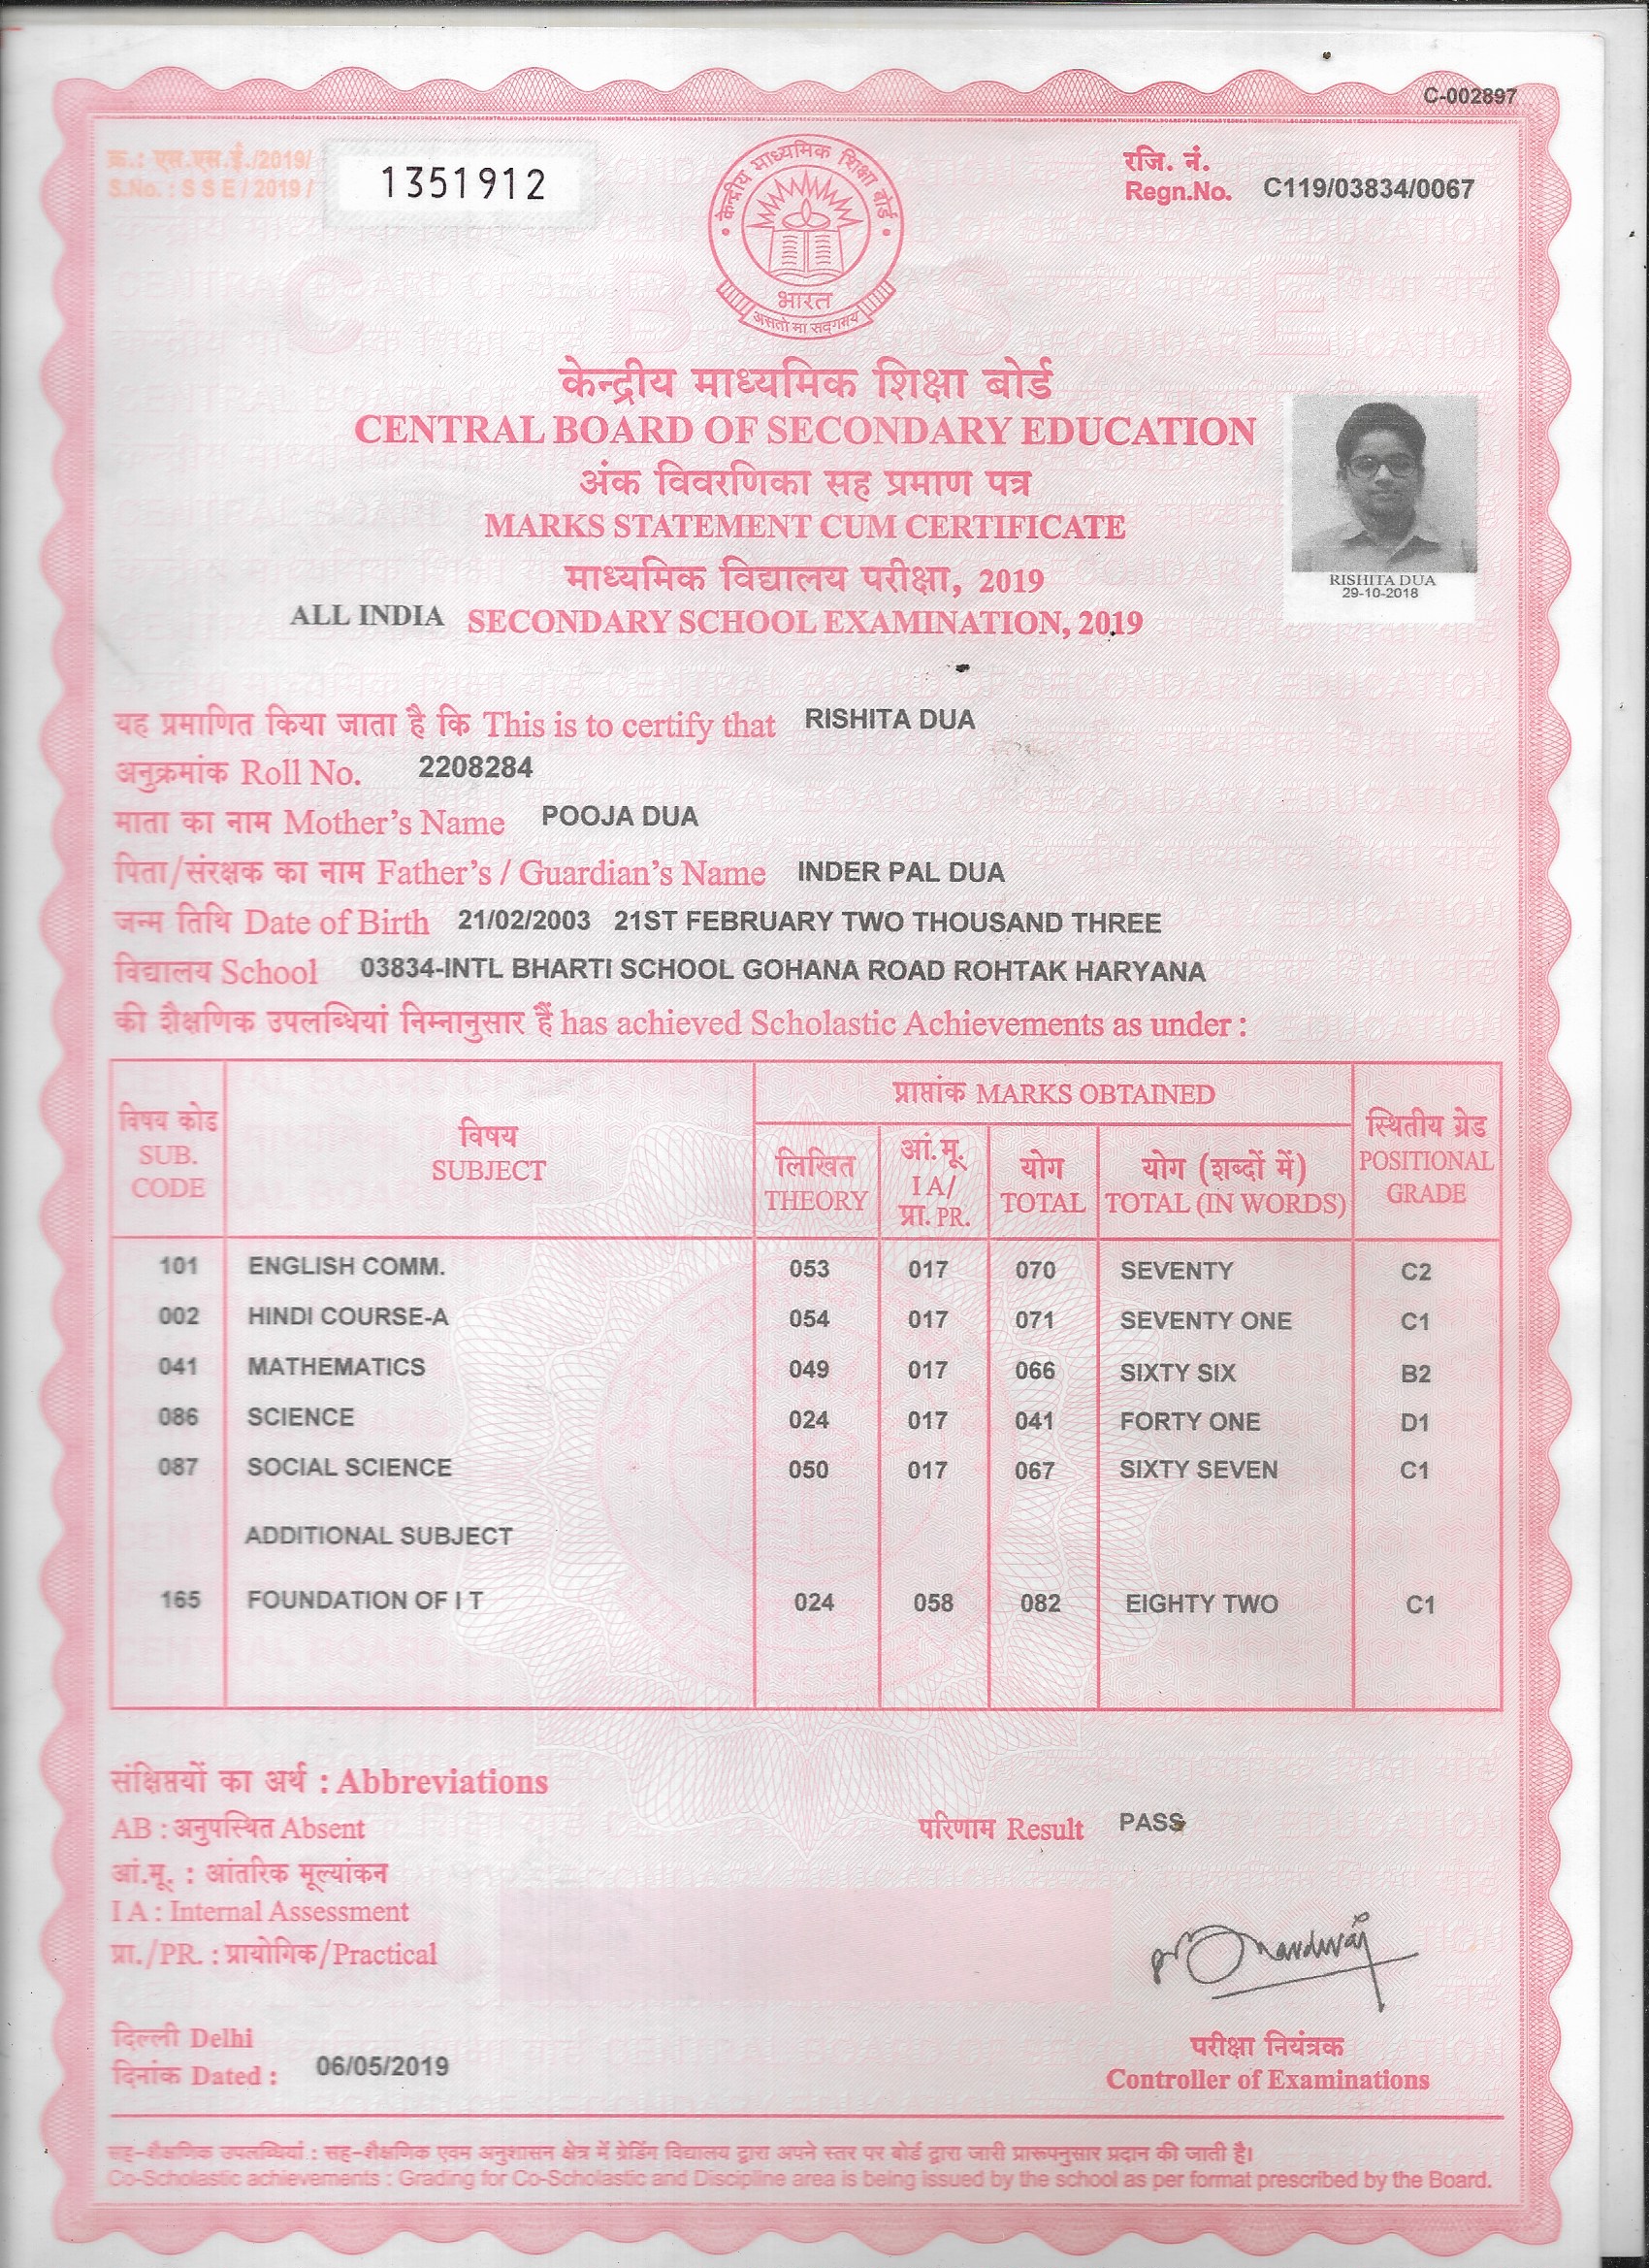 C-002897
क्र.: एस.एस.ई./2019/
S.No. : S S E / 2019 /
1351912
केन्द्रीय माध्यमिक शिक्षा बोर्ड
भारत
असतो मा सद्गमय
रजि. नं.
Regn.No. C119/03834/0067
केन्द्रीय माध्यमिक शिक्षा बोर्ड
CENTRAL BOARD OF SECONDARY EDUCATION
अंक विवरणिका सह प्रमाण पत्र
MARKS STATEMENT CUM CERTIFICATE
माध्यमिक विद्यालय परीक्षा, 2019
ALL INDIA SECONDARY SCHOOL EXAMINATION, 2019
RISHITA DUA
29-10-2018
यह प्रमाणित किया जाता है कि This is to certify that RISHITA DUA
अनुक्रमांक Roll No. 2208284
माता का नाम Mother's Name POOJA DUA
पिता/संरक्षक का नाम Father's / Guardian's Name INDER PAL DUA
जन्म तिथि Date of Birth 21/02/2003 21ST FEBRUARY TWO THOUSAND THREE
विद्यालय School 03834-INTL BHARTI SCHOOL GOHANA ROAD ROHTAK HARYANA
की शैक्षणिक उपलब्धियां निम्नानुसार हैं has achieved Scholastic Achievements as under :
विषय कोड
SUB.
CODE
विषय
SUBJECT
प्राप्तांक MARKS OBTAINED
लिखित
THEORY
आं.मू.
I A/
प्रा. PR.
योग
TOTAL
योग (शब्दों में)
TOTAL (IN WORDS)
स्थितीय ग्रेड
POSITIONAL
GRADE
101 ENGLISH COMM. 053 017 070 SEVENTY C2
002 HINDI COURSE-A 054 017 071 SEVENTY ONE C1
041 MATHEMATICS 049 017 066 SIXTY SIX B2
086 SCIENCE 024 017 041 FORTY ONE D1
087 SOCIAL SCIENCE 050 017 067 SIXTY SEVEN C1
ADDITIONAL SUBJECT
165 FOUNDATION OF I T 024 058 082 EIGHTY TWO C1
संक्षिप्तयों का अर्थ : Abbreviations
AB : अनुपस्थित Absent
परिणाम Result PASS
आं.मू. : आंतरिक मूल्यांकन
I A : Internal Assessment
प्रा./PR. : प्रायोगिक/Practical
दिल्ली Delhi
दिनांक Dated : 06/05/2019
परीक्षा नियंत्रक
Controller of Examinations
सह-शैक्षणिक उपलब्धियां : सह-शैक्षणिक एवम अनुशासन क्षेत्र में ग्रेडिंग विद्यालय द्वारा अपने स्तर पर बोर्ड द्वारा जारी प्रारूपनुसार प्रदान की जाती है।
Co-Scholastic achievements : Grading for Co-Scholastic and Discipline area is being issued by the school as per format prescribed by the Board.